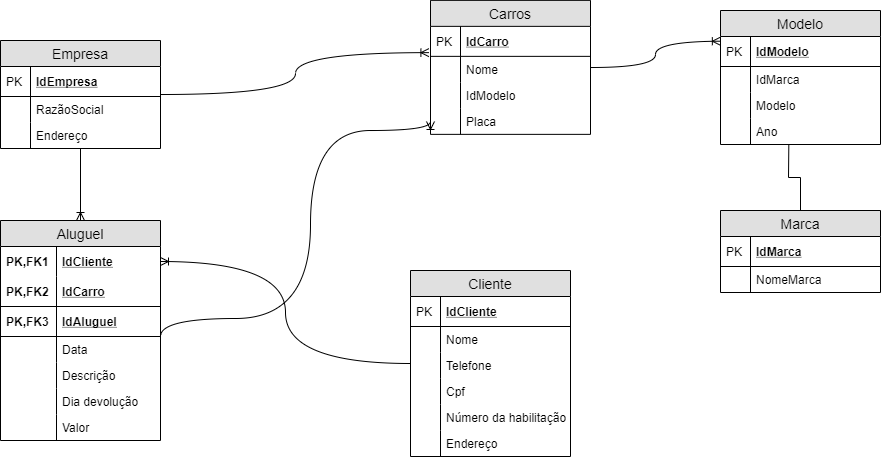 Empresa
PK IdEmpresa
RazãoSocial
Endereço
Carros
PK IdCarro
Nome
IdModelo
Placa
Modelo
PK IdModelo
IdMarca
Modelo
Ano
Aluguel
PK,FK1 IdCliente
PK,FK2 IdCarro
PK,FK3 IdAluguel
Data
Descrição
Dia devolução
Valor
Cliente
PK IdCliente
Nome
Telefone
Cpf
Número da habilitação
Endereço
Marca
PK IdMarca
NomeMarca